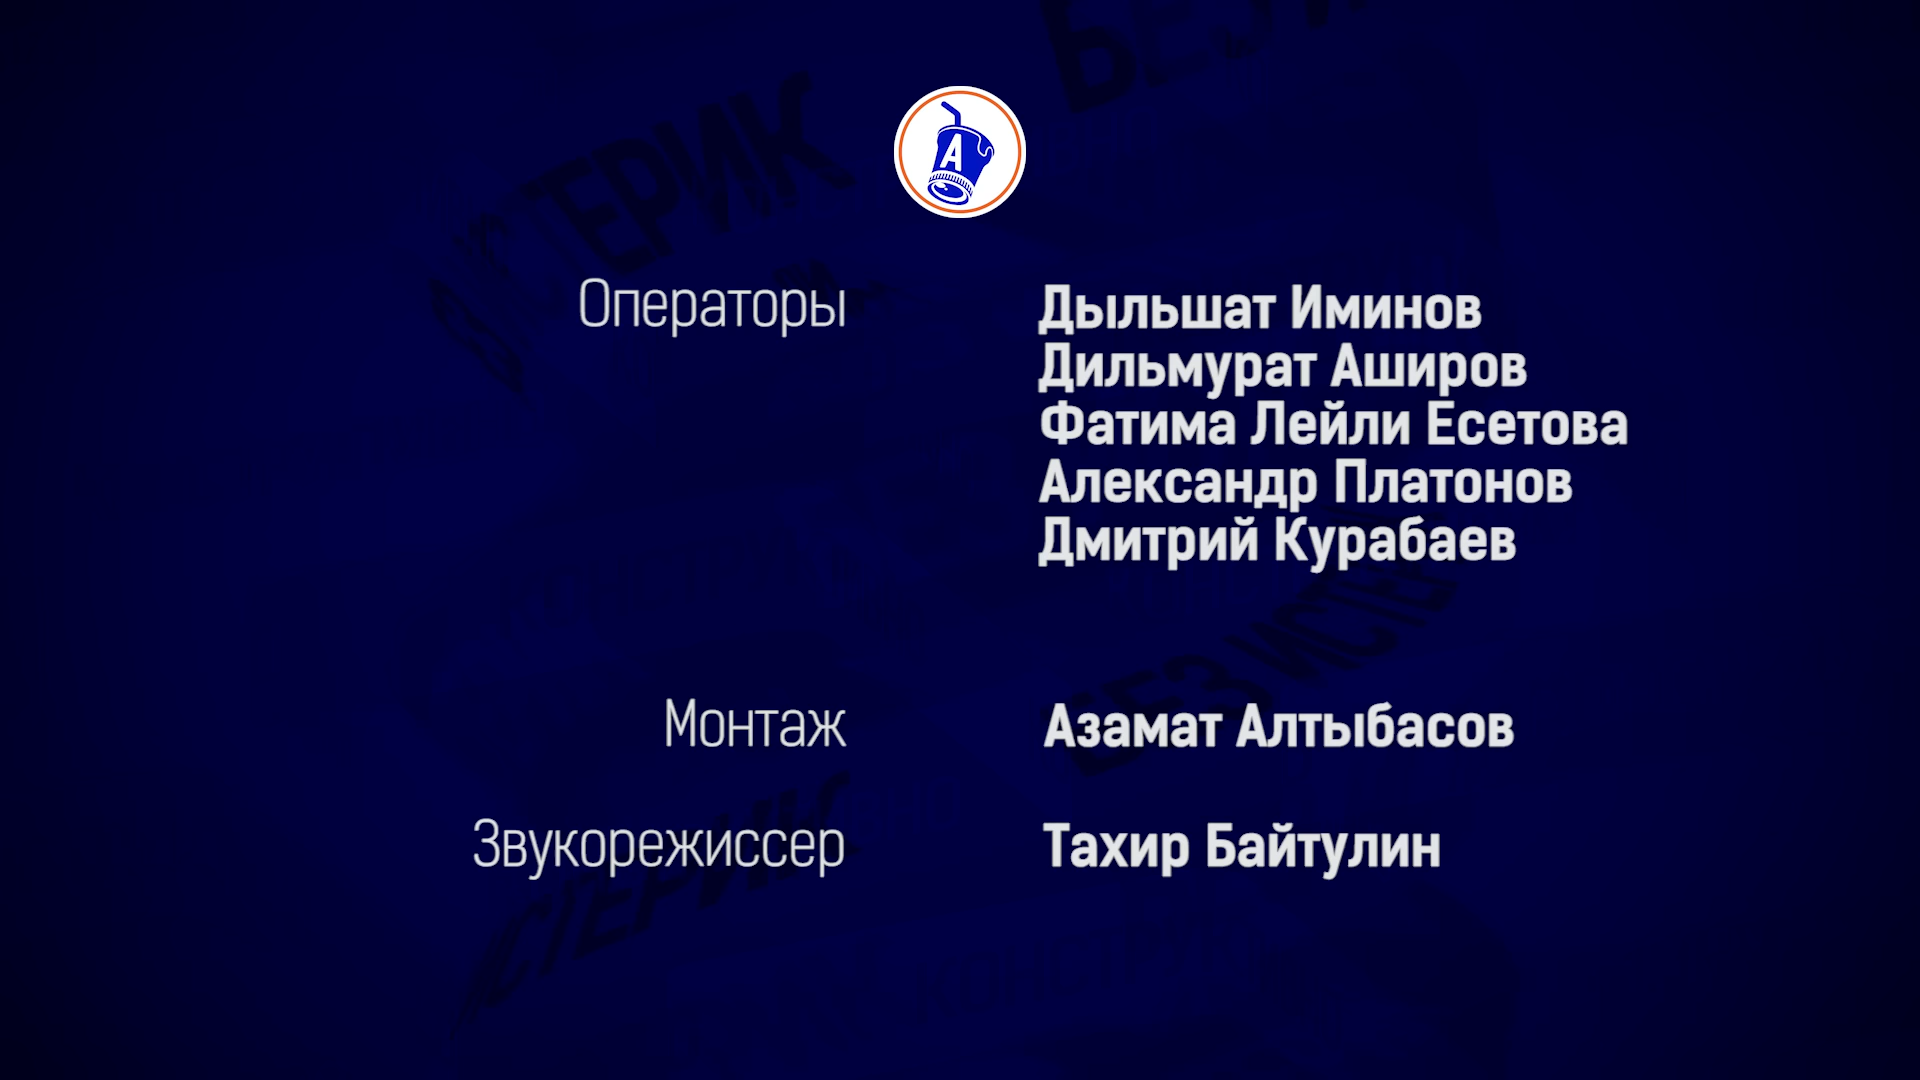 A
Операторы
Дыльшат Иминов
Дильмурат Аширов
Фатима Лейли Есетова
Александр Платонов
Дмитрий Курабаев
Монтаж
Азамат Алтыбасов
Звукорежиссер
Тахир Байтулин